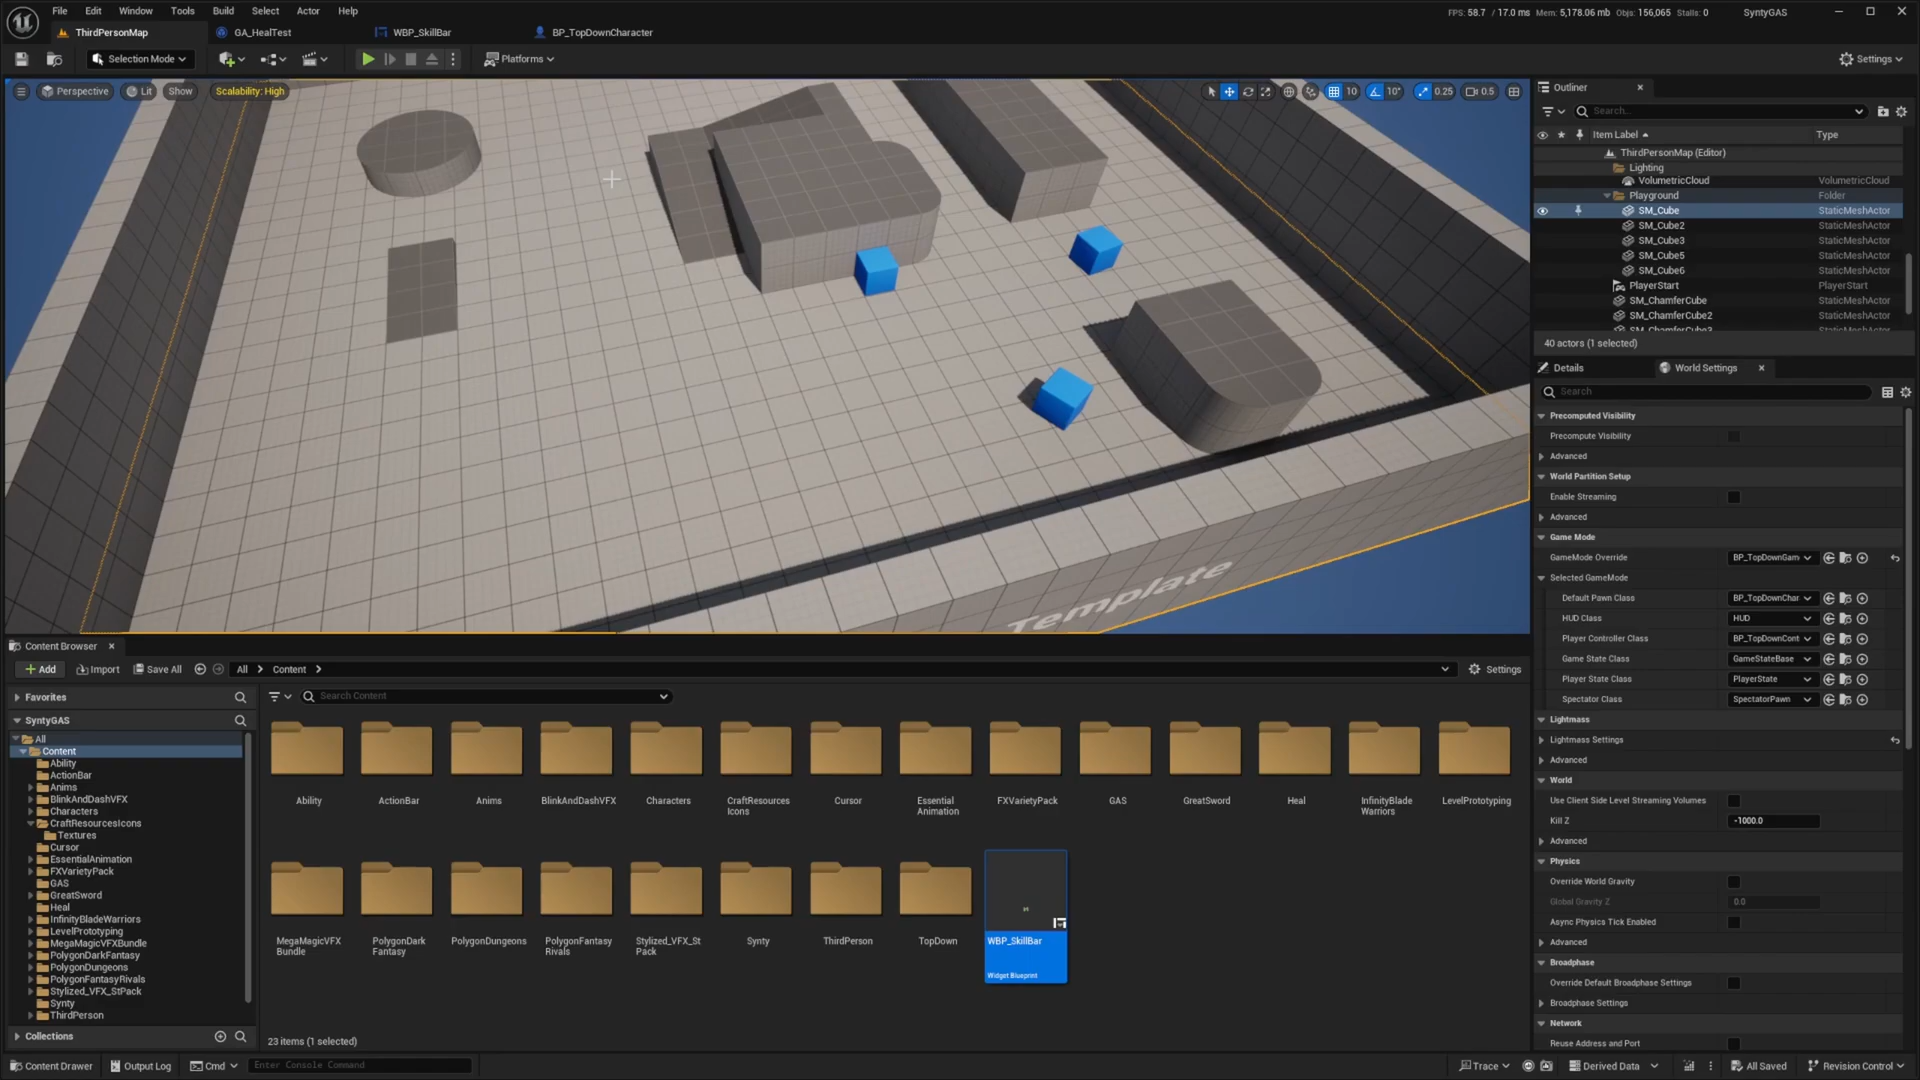 File Edit Window Tools Build Select Actor Help
FPS: 58.7 / 17.0 ms Mem: 5,178.06 mb Objs: 156,065 Stalls: 0 SyntyGAS
ThirdPersonMap GA_HealTest WBP_SkillBar BP_TopDownCharacter
Selection Mode Platforms Settings
Perspective Lit Show Scalability: High 10 10° 0.25 0.5
Template
Outliner
Search...
Item Label Type
ThirdPersonMap (Editor)
Lighting
VolumetricCloud VolumetricCloud
Playground Folder
SM_Cube StaticMeshActor
SM_Cube2 StaticMeshActor
SM_Cube3 StaticMeshActor
SM_Cube5 StaticMeshActor
SM_Cube6 StaticMeshActor
PlayerStart PlayerStart
SM_ChamferCube StaticMeshActor
SM_ChamferCube2 StaticMeshActor
SM_ChamferCube3 StaticMeshActor
40 actors (1 selected)
Details World Settings
Search
Precomputed Visibility
Precompute Visibility
Advanced
World Partition Setup
Enable Streaming
Advanced
Game Mode
GameMode Override BP_TopDownGam
Selected GameMode
Default Pawn Class BP_TopDownChar
HUD Class HUD
Player Controller Class BP_TopDownCont
Game State Class GameStateBase
Player State Class PlayerState
Spectator Class SpectatorPawn
Lightmass
Lightmass Settings
Advanced
World
Use Client Side Level Streaming Volumes
Kill Z -1000.0
Advanced
Physics
Override World Gravity
Global Gravity Z 0.0
Async Physics Tick Enabled
Advanced
Broadphase
Override Default Broadphase Settings
Broadphase Settings
Network
Reuse Address and Port
Content Browser
Add Import Save All All Content Settings
Favorites
SyntyGAS
All
Content
Ability
ActionBar
Anims
BlinkAndDashVFX
Characters
CraftResourcesIcons
Textures
Cursor
EssentialAnimation
FXVarietyPack
GAS
GreatSword
Heal
InfinityBladeWarriors
LevelPrototyping
MegaMagicVFXBundle
PolygonDarkFantasy
PolygonDungeons
PolygonFantasyRivals
Stylized_VFX_StPack
Synty
ThirdPerson
Collections
Search Content
Ability ActionBar Anims BlinkAndDashVFX Characters CraftResources Cursor Essential FXVarietyPack GAS GreatSword Heal InfinityBlade LevelPrototyping
Icons Animation Warriors
MegaMagicVFX PolygonDark PolygonDungeons PolygonFantasy Stylized_VFX_St Synty ThirdPerson TopDown WBP_SkillBar
Bundle Fantasy Rivals Pack
Widget Blueprint
23 items (1 selected)
Content Drawer Output Log Cmd Enter Console Command Trace Derived Data All Saved Revision Control